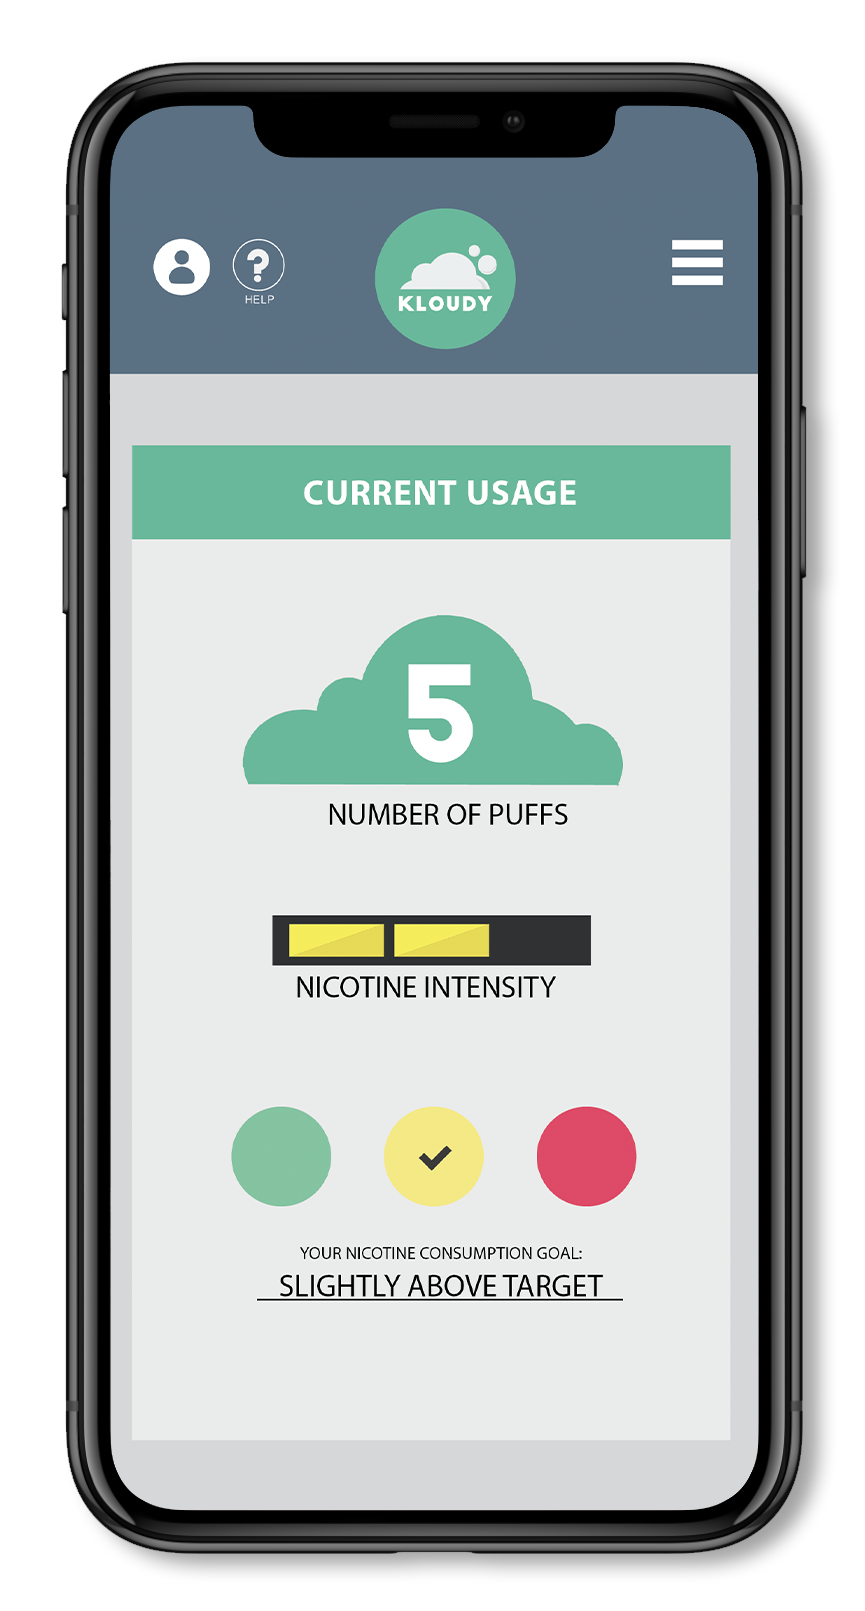 HELP
KLOUDY
CURRENT USAGE
5
NUMBER OF PUFFS
NICOTINE INTENSITY
YOUR NICOTINE CONSUMPTION GOAL:
SLIGHTLY ABOVE TARGET